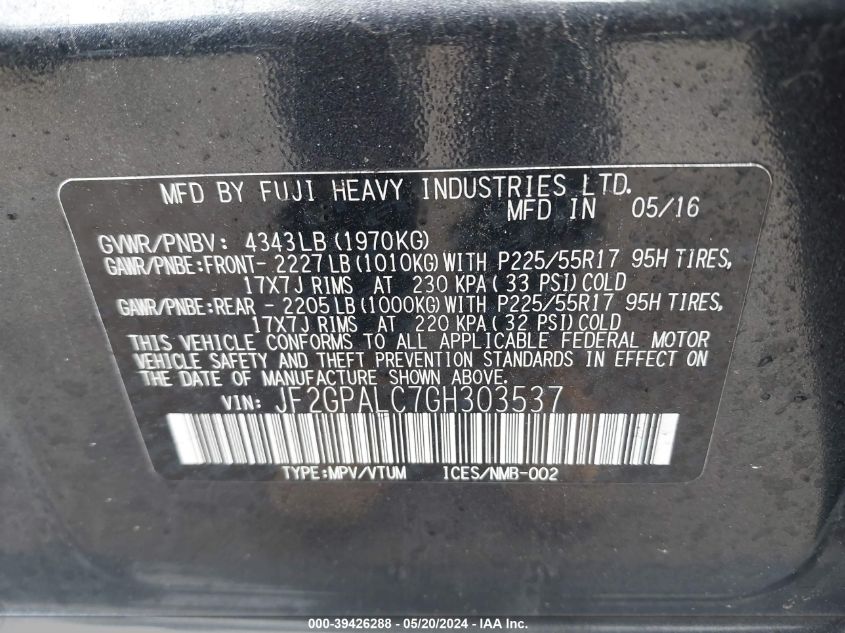 MFD BY FUJI HEAVY INDUSTRIES LTD.
MFD IN 05/16
GVWR/PNBV: 4343LB (1970KG)
GAWR/PNBE:FRONT- 2227LB (1010KG) WITH P225/55R17 95H TIRES,
17X7J RIMS AT 230 KPA (33 PSI) COLD
GAWR/PNBE:REAR - 2205LB (1000KG) WITH P225/55R17 95H TIRES,
17X7J RIMS AT 220 KPA (32 PSI) COLD
THIS VEHICLE CONFORMS TO ALL APPLICABLE FEDERAL MOTOR
VEHICLE SAFETY AND THEFT PREVENTION STANDARDS IN EFFECT ON
THE DATE OF MANUFACTURE SHOWN ABOVE.
VIN: JF2GPALC7GH303537
TYPE:MPV/VTUM ICES/NMB-002
000-39426288 - 05/20/2024 - IAA Inc.